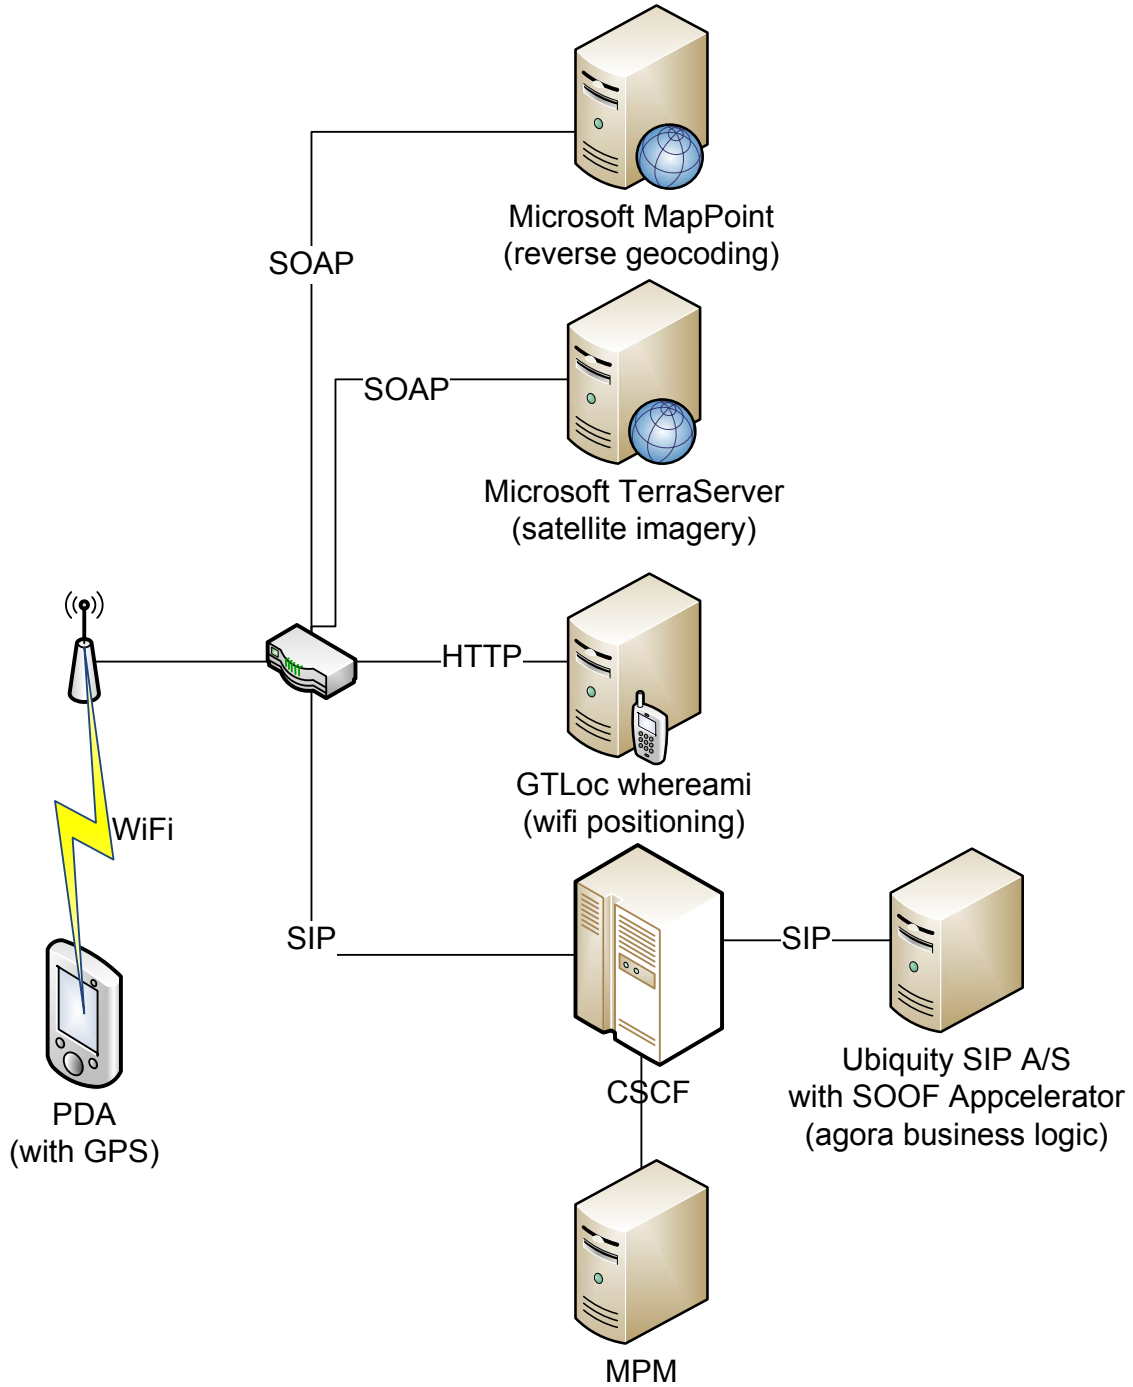 Microsoft MapPoint
(reverse geocoding)
SOAP
SOAP
Microsoft TerraServer
(satellite imagery)
HTTP
GTLoc whereami
(wifi positioning)
WiFi
SIP
SIP
CSCF
Ubiquity SIP A/S
with SOOF Appcelerator
(agora business logic)
PDA
(with GPS)
MPM